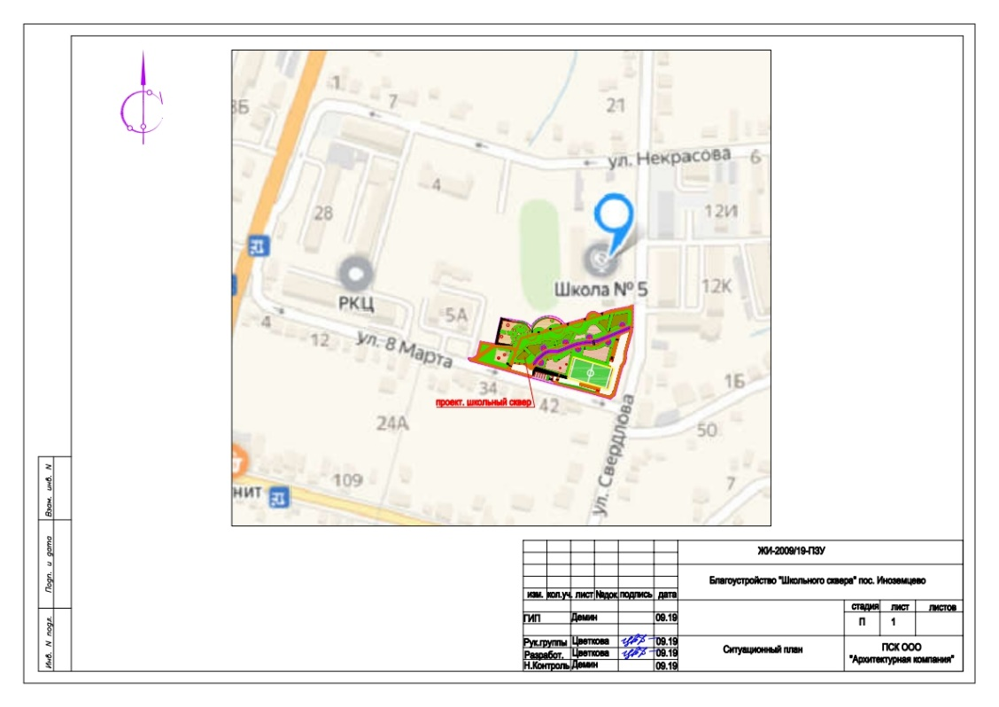 1
7
3Б
21
ул. Некрасова
6
4
28
12И
Школа № 5
12К
РКЦ
5А
4
12
ул. 8 Марта
34
42
проект. школьный сквер
1Б
24А
50
ул. Свердлова
109
7
нит
Взам. инв. N
Подп. и дата
Инв. N подл.
ЖИ-2009/19-ПЗУ
Благоустройство "Школьного сквера" пос. Иноземцево
изм. кол.уч. лист №док подпись дата
стадия лист листов
ГИП Демин 09.19
П 1
Рук.группы Цветкова 09.19
Разработ. Цветкова 09.19
Н.Контроль Демин 09.19
Ситуационный план
ПСК ООО
"Архитектурная компания"